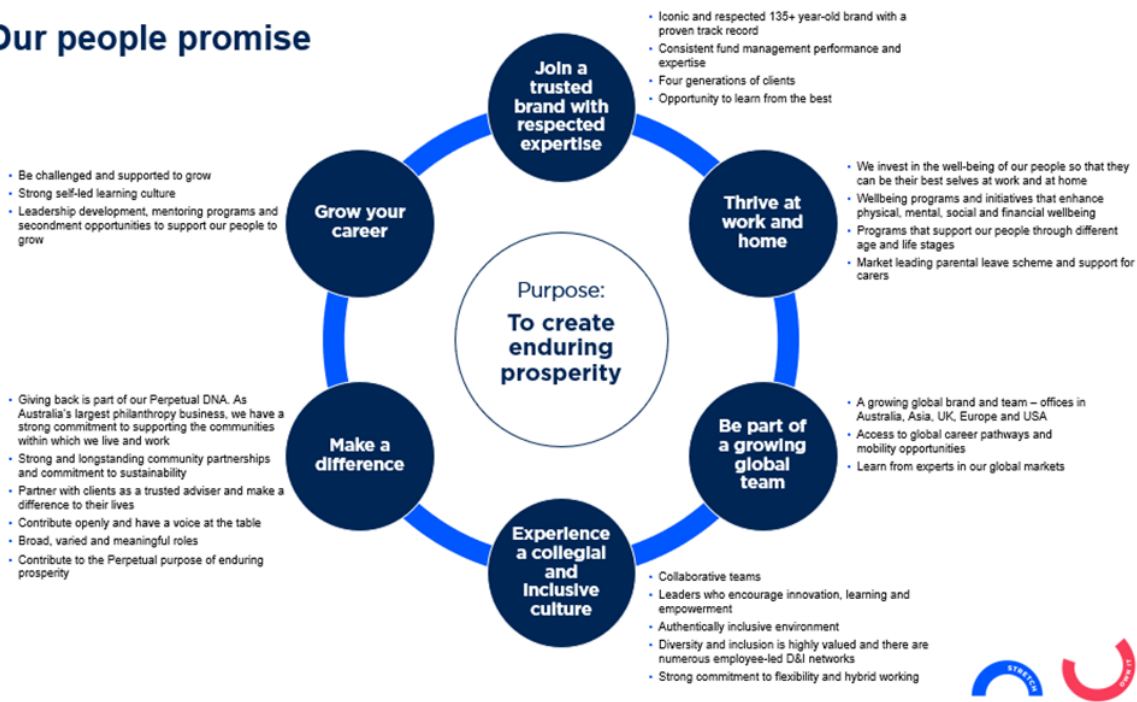 Our people promise
Join a
trusted
brand with
respected
expertise
• Iconic and respected 135+ year-old brand with a
proven track record
• Consistent fund management performance and
expertise
• Four generations of clients
• Opportunity to learn from the best
Thrive at
work and
home
• We invest in the well-being of our people so that they
can be their best selves at work and at home
• Wellbeing programs and initiatives that enhance
physical, mental, social and financial wellbeing
• Programs that support our people through different
age and life stages
• Market leading parental leave scheme and support for
carers
Be part of
a growing
global
team
• A growing global brand and team – offices in
Australia, Asia, UK, Europe and USA
• Access to global career pathways and
mobility opportunities
• Learn from experts in our global markets
Experience
a collegial
and
inclusive
culture
• Collaborative teams
• Leaders who encourage innovation, learning and
empowerment
• Authentically inclusive environment
• Diversity and inclusion is highly valued and there are
numerous employee-led D&I networks
• Strong commitment to flexibility and hybrid working
Make a
difference
• Giving back is part of our Perpetual DNA. As
Australia's largest philanthropy business, we have a
strong commitment to supporting the communities
within which we live and work
• Strong and longstanding community partnerships
and commitment to sustainability
• Partner with clients as a trusted adviser and make a
difference to their lives
• Contribute openly and have a voice at the table
• Broad, varied and meaningful roles
• Contribute to the Perpetual purpose of enduring
prosperity
Grow your
career
• Be challenged and supported to grow
• Strong self-led learning culture
• Leadership development, mentoring programs and
secondment opportunities to support our people to
grow
Purpose:
To create
enduring
prosperity
STRETCH
OWN IT